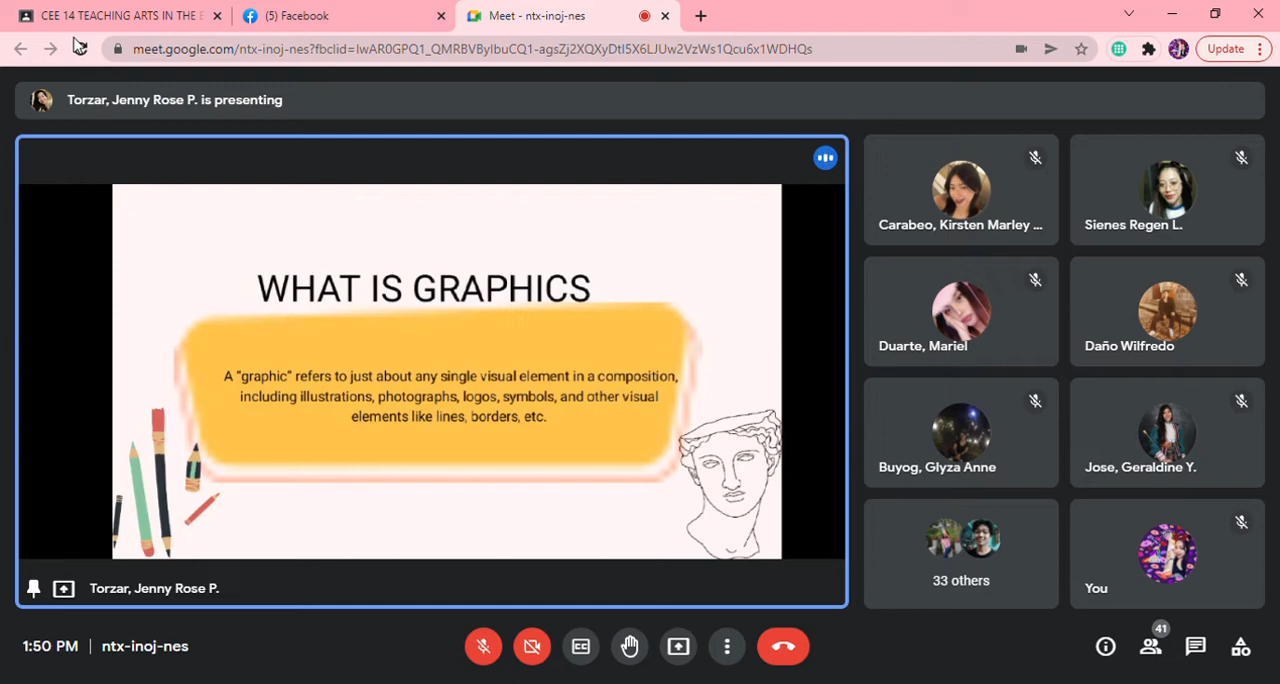 CEE 14 TEACHING ARTS IN THE E
(5) Facebook
Meet - ntx-inoj-nes
meet.google.com/ntx-inoj-nes?fbclid=IwAR0GPQ1_QMRBVBylbuCQ1-agsZj2XQXyDtI5X6LJUw2VzWs1Qcu6x1WDHQs
Update
Torzar, Jenny Rose P. is presenting
WHAT IS GRAPHICS
A "graphic" refers to just about any single visual element in a composition,
including illustrations, photographs, logos, symbols, and other visual
elements like lines, borders, etc.
Torzar, Jenny Rose P.
Carabeo, Kirsten Marley ...
Sienes Regen L.
Duarte, Mariel
Daño Wilfredo
Buyog, Glyza Anne
Jose, Geraldine Y.
33 others
You
1:50 PM | ntx-inoj-nes
CC
41